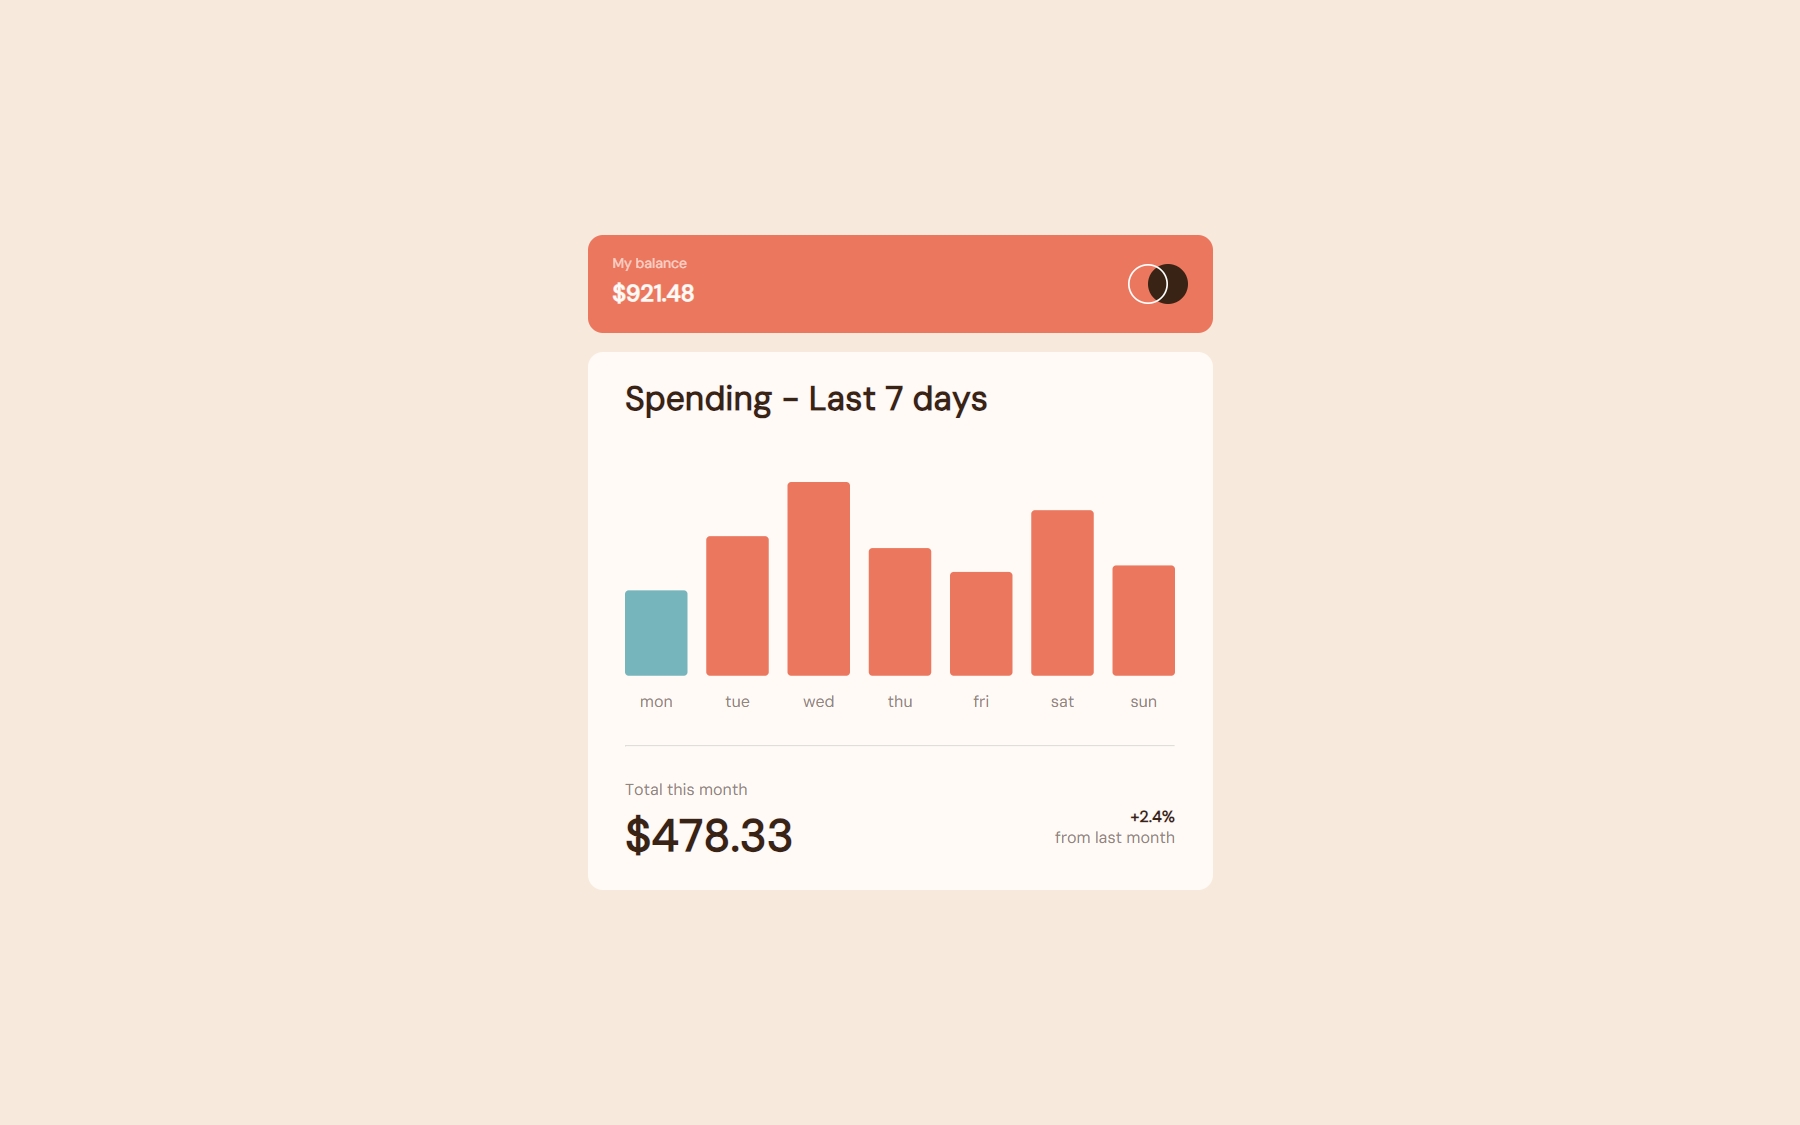 My balance
$921.48
Spending - Last 7 days
mon tue wed thu fri sat sun
Total this month
$478.33
+2.4%
from last month